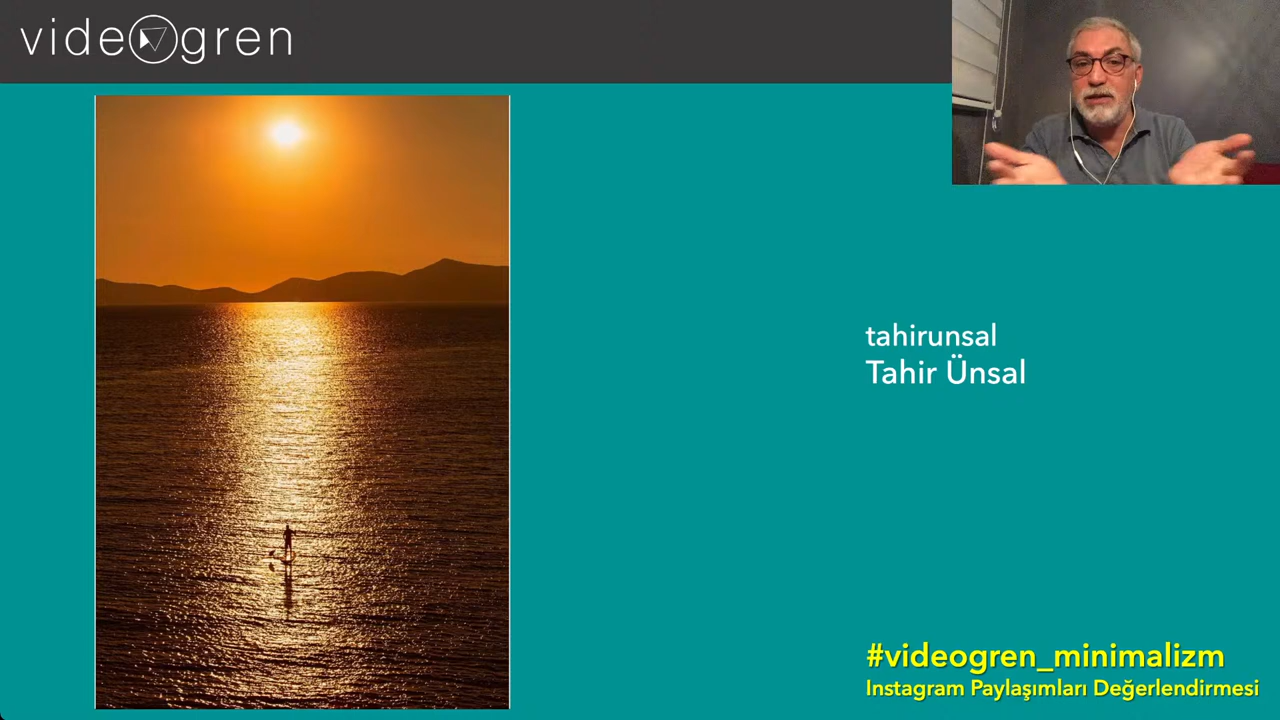 videogren
tahirunsal
Tahir Ünsal
#videogren_minimalizm
Instagram Paylaşımları Değerlendirmesi